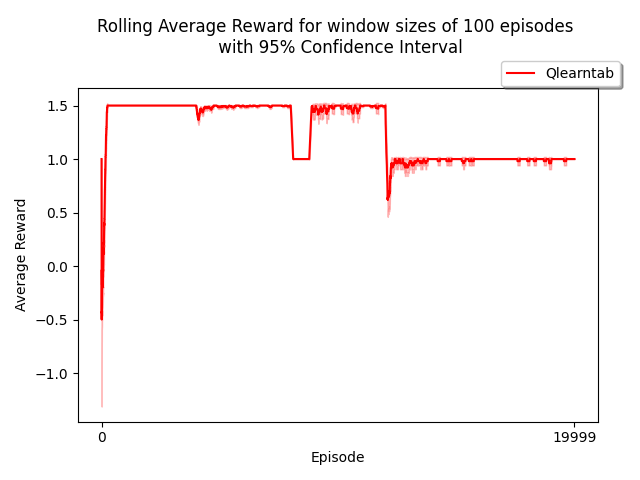 Rolling Average Reward for window sizes of 100 episodes
with 95% Confidence Interval
Qlearntab
1.5
1.0
0.5
0.0
−0.5
−1.0
Average Reward
0
19999
Episode